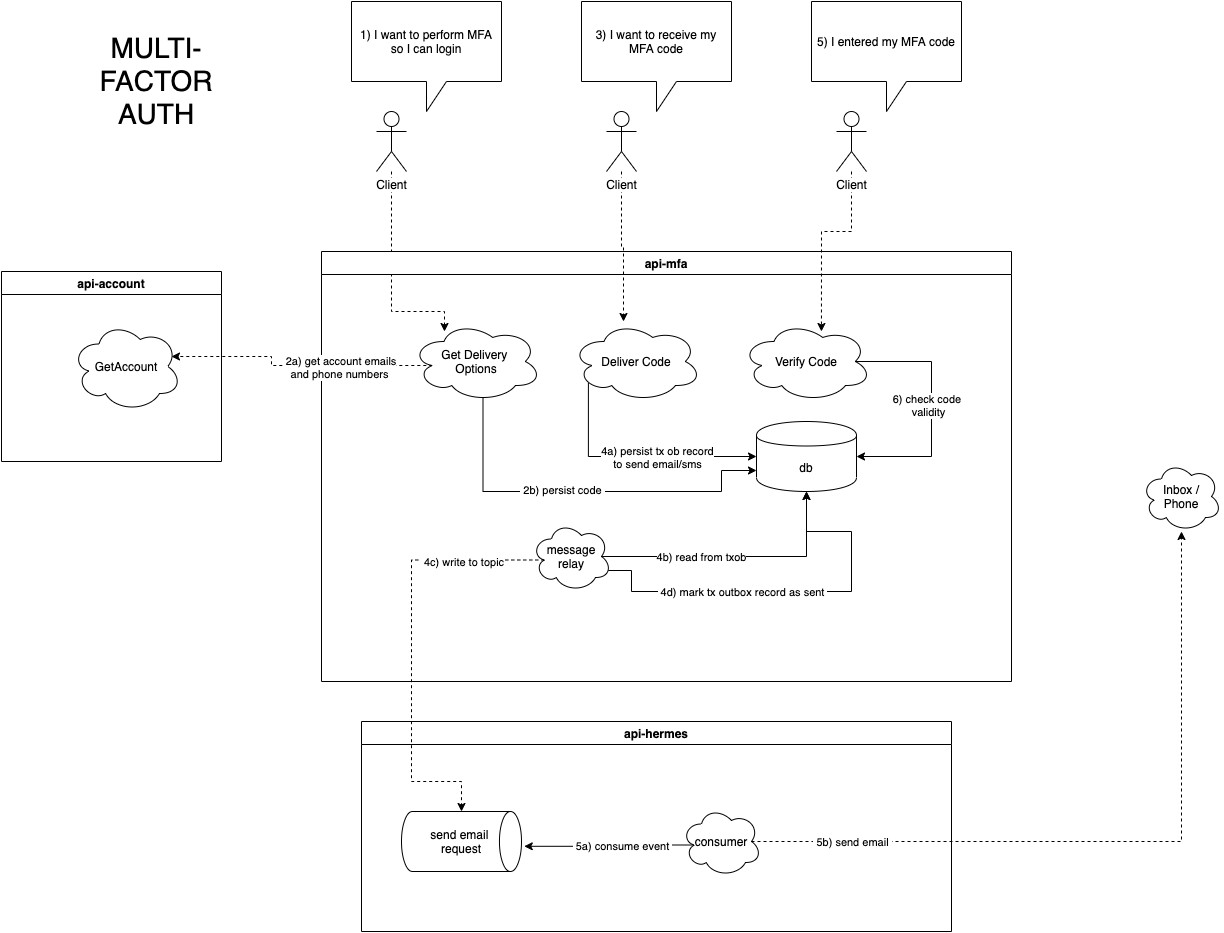 MULTI-
FACTOR
AUTH
1) I want to perform MFA
so I can login
3) I want to receive my
MFA code
5) I entered my MFA code
Client
Client
Client
api-account
GetAccount
api-mfa
2a) get account emails
and phone numbers
Get Delivery
Options
Deliver Code
Verify Code
6) check code
validity
4a) persist tx ob record
to send email/sms
db
2b) persist code
Inbox /
Phone
message
relay
4b) read from txob
4c) write to topic
4d) mark tx outbox record as sent
api-hermes
send email
request
5a) consume event
consumer
5b) send email